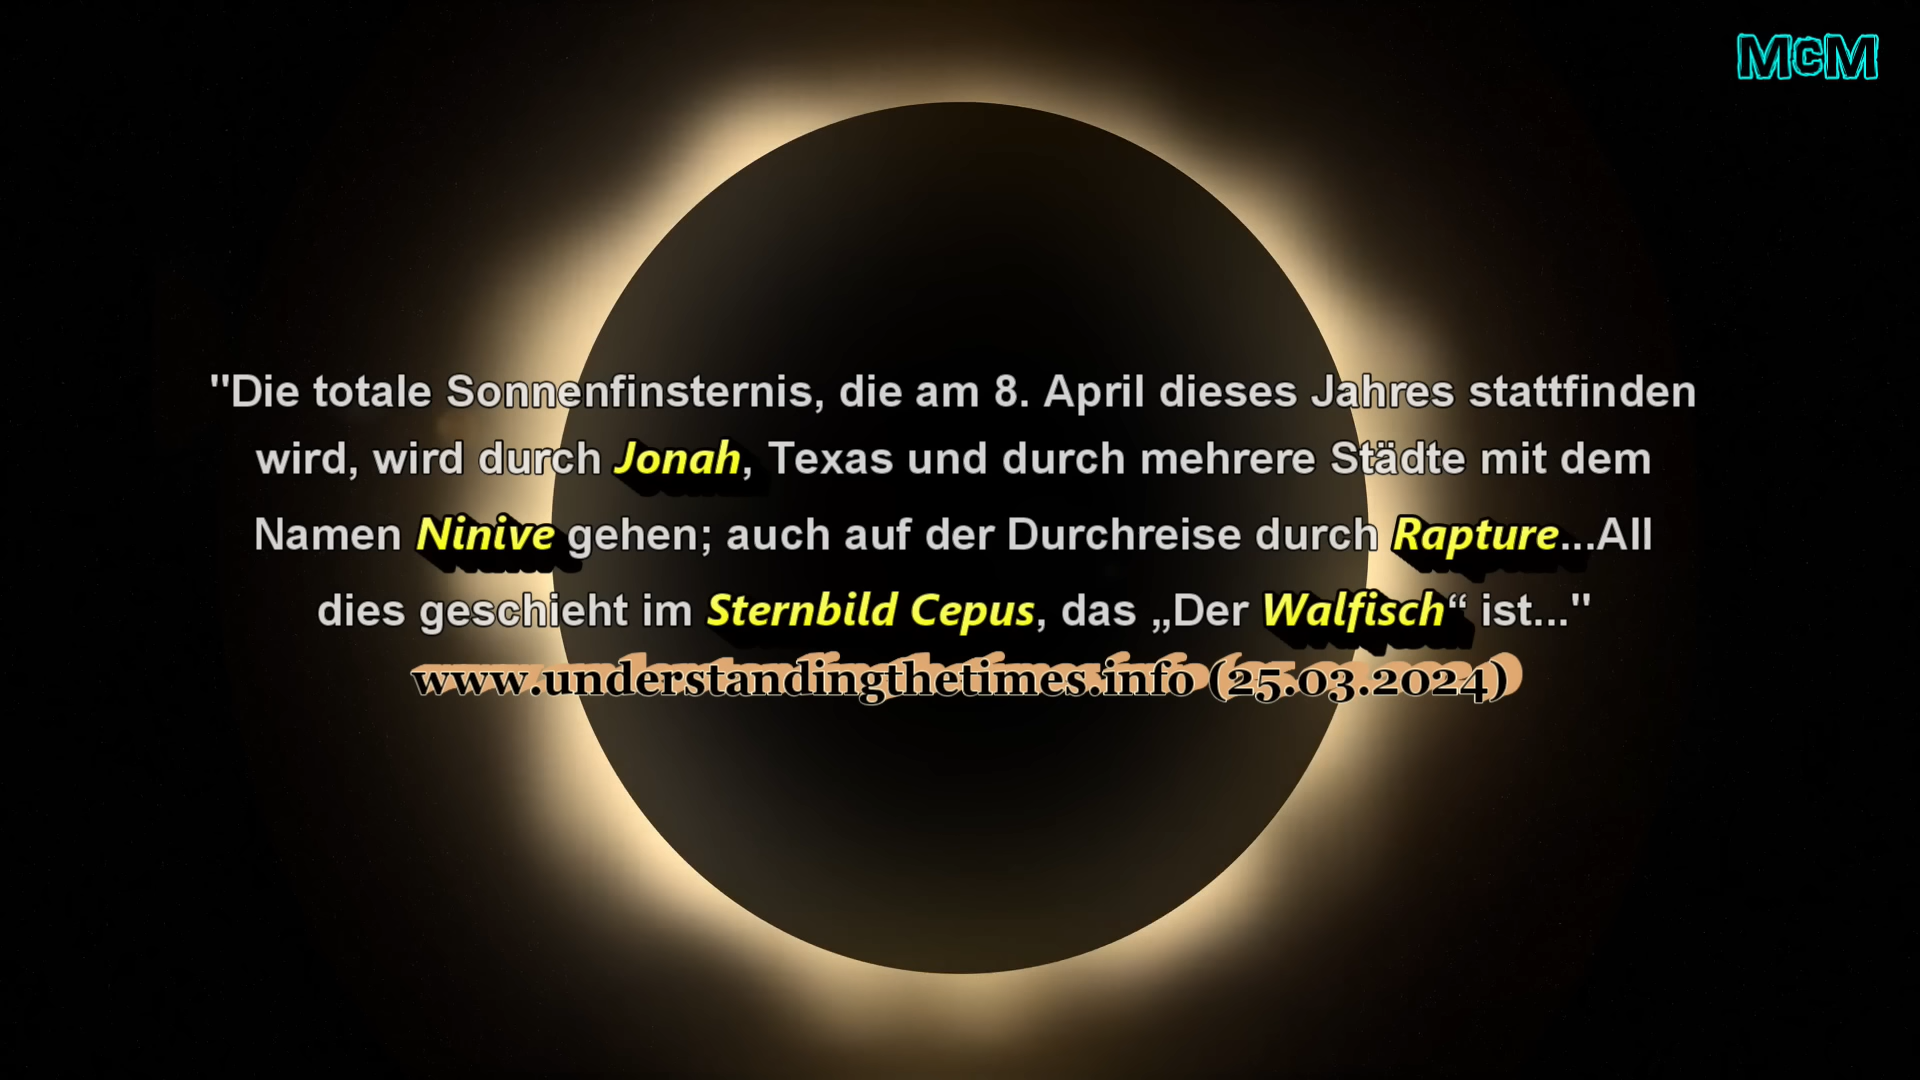 McM
"Die totale Sonnenfinsternis, die am 8. April dieses Jahres stattfinden
wird, wird durch Jonah, Texas und durch mehrere Städte mit dem
Namen Ninive gehen; auch auf der Durchreise durch Rapture...All
dies geschieht im Sternbild Cepus, das „Der Walfisch“ ist..."
www.understandingthetimes.info (25.03.2024)